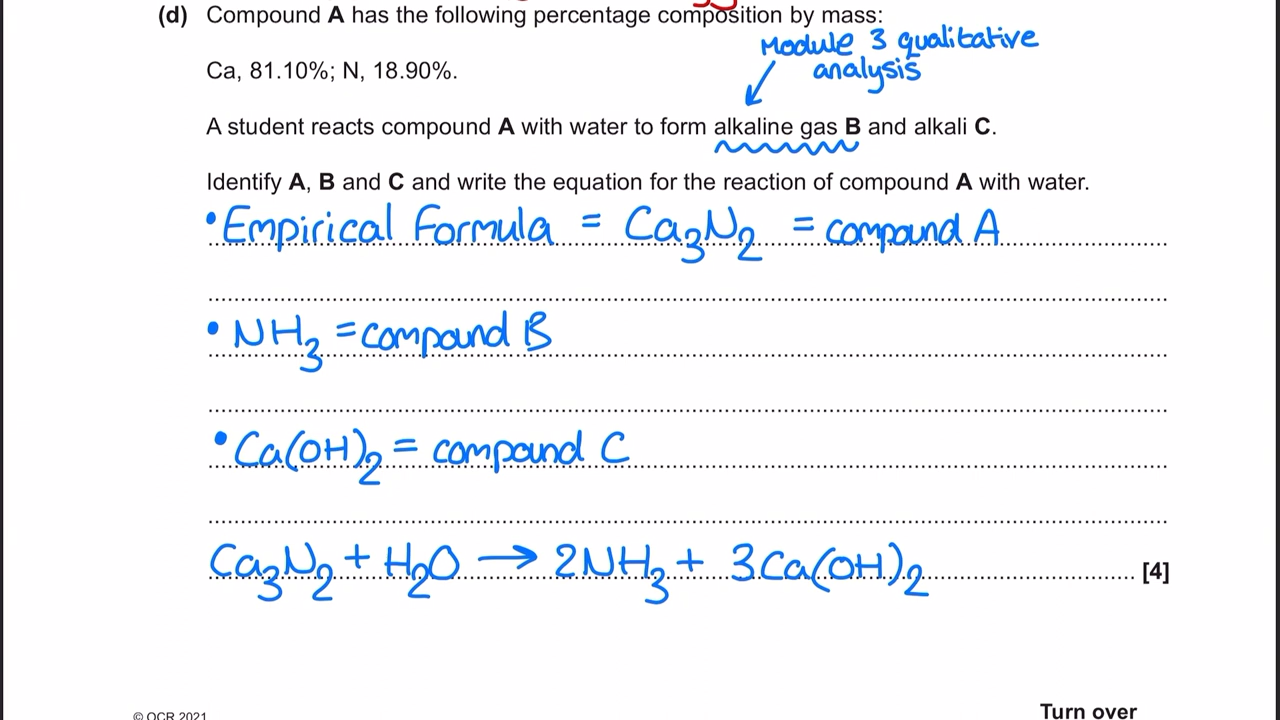 (d) Compound A has the following percentage composition by mass:
Module 3 qualitative
analysis
Ca, 81.10%; N, 18.90%.
A student reacts compound A with water to form alkaline gas B and alkali C.
Identify A, B and C and write the equation for the reaction of compound A with water.
• Empirical Formula = Ca₃N₂ = compound A
• NH₃ = compound B
• Ca(OH)₂ = compound C
Ca₃N₂ + H₂O → 2NH₃ + 3Ca(OH)₂ [4]
© OCR 2021
Turn over